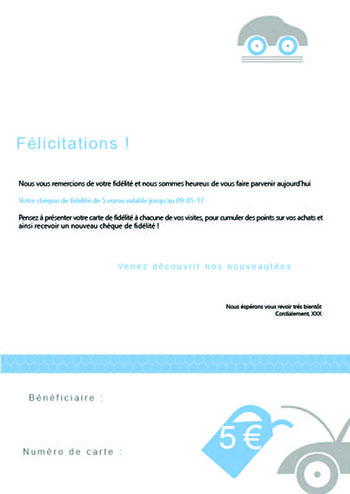 Félicitations !
Nous vous remercions de votre fidélité et nous sommes heureux de vous faire parvenir aujourd'hui
Votre chèque de fidélité de 5 euros valable jusqu'au 09-05-17
Pensez à présenter votre carte de fidélité à chacune de vos visites, pour cumuler des points sur vos achats et
ainsi recevoir un nouveau chèque de fidélité !
Venez découvrir nos nouveautées
Nous éspérons vous revoir trés bientôt
Cordialement, XXX
Bénéficiaire :
5 €
Numéro de carte :